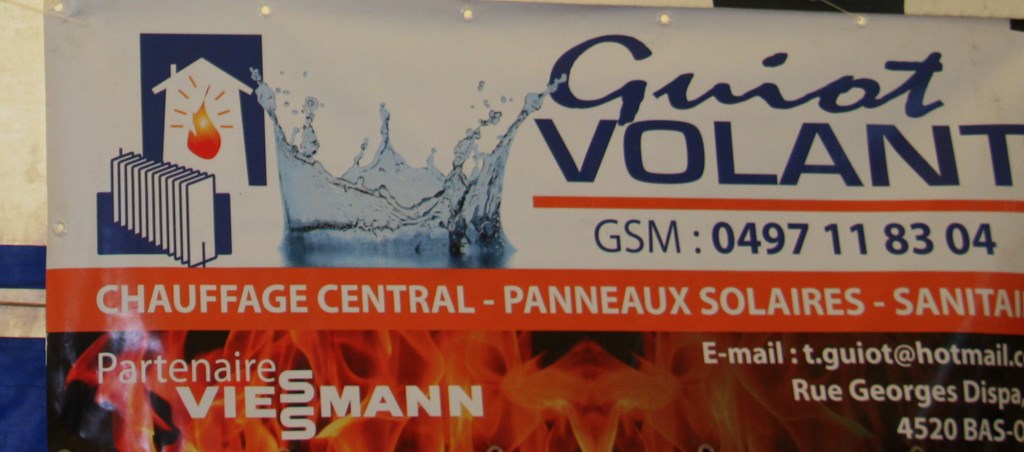 Guiot
VOLANT
GSM : 0497 11 83 04
CHAUFFAGE CENTRAL - PANNEAUX SOLAIRES - SANITAI
Partenaire
VIESSMANN
E-mail : t.guiot@hotmail.c
Rue Georges Dispa
4520 BAS-O